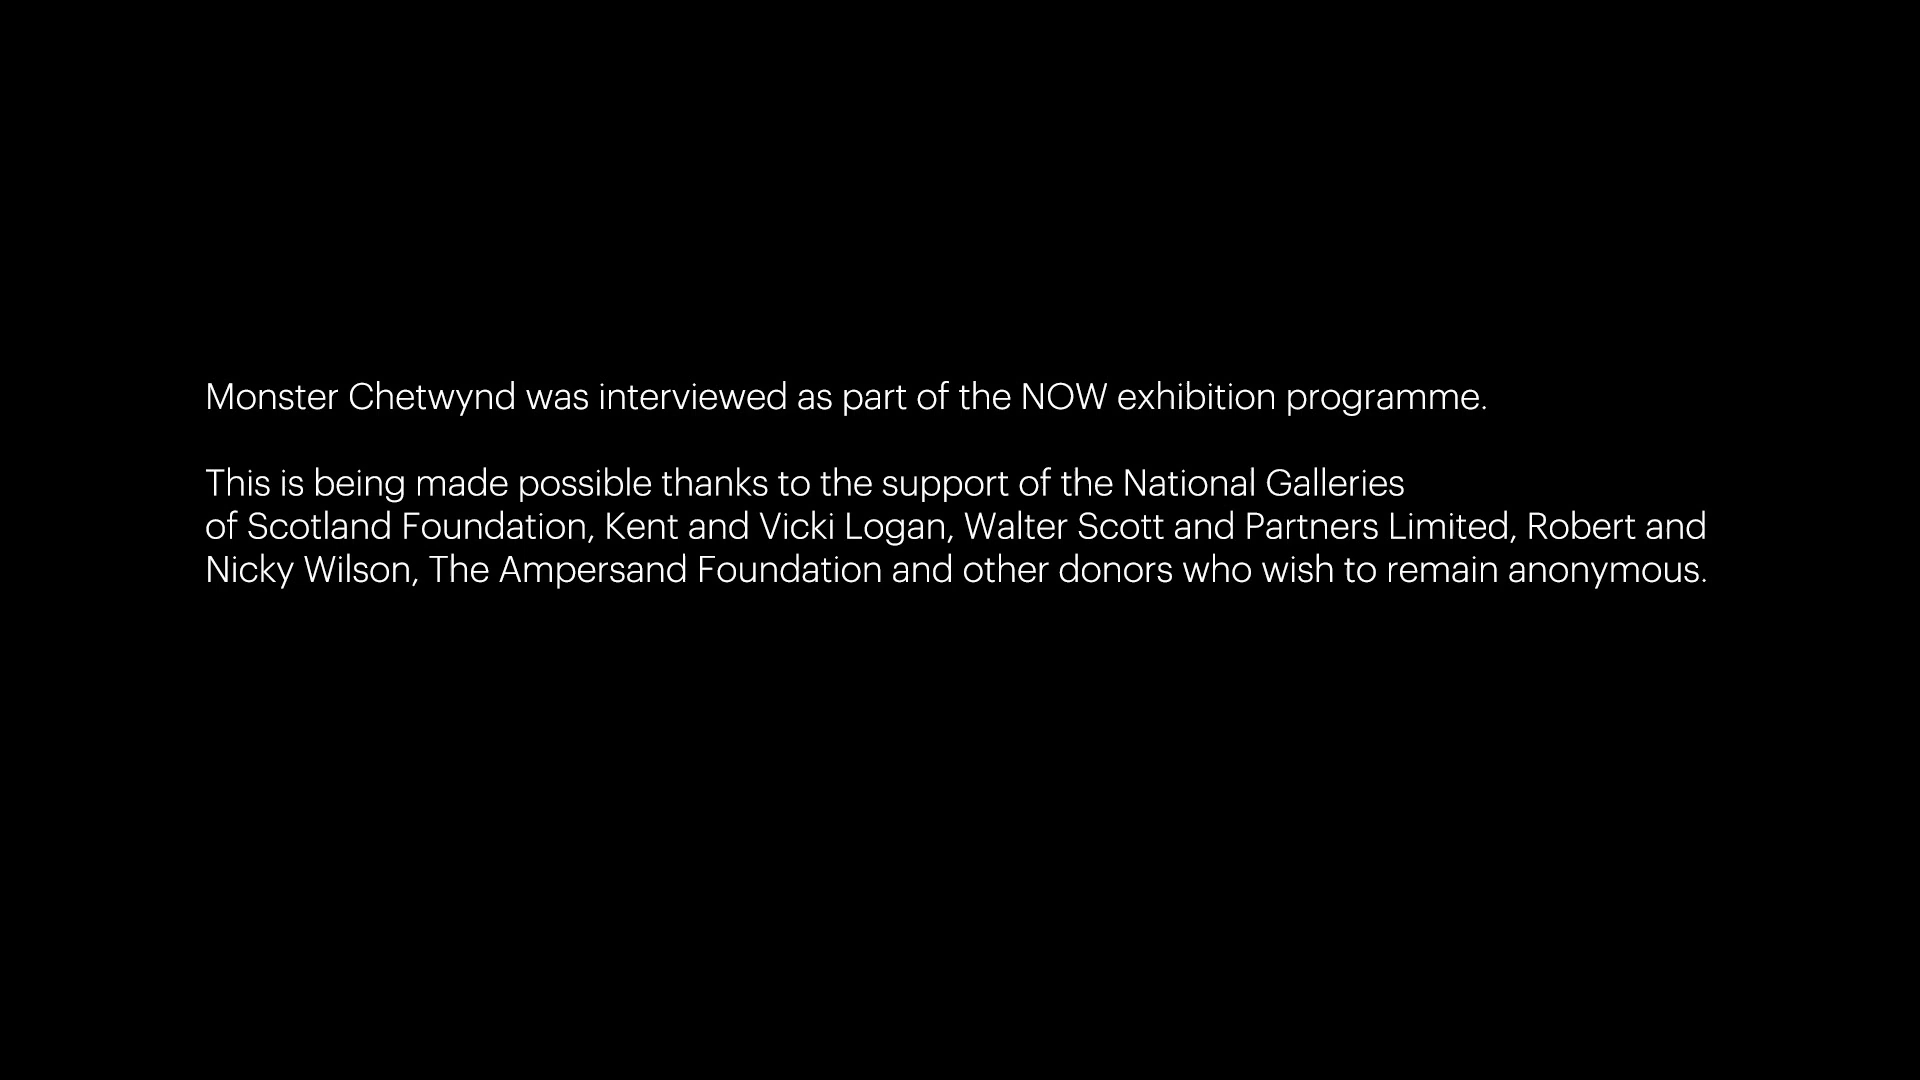 Monster Chetwynd was interviewed as part of the NOW exhibition programme.
This is being made possible thanks to the support of the National Galleries
of Scotland Foundation, Kent and Vicki Logan, Walter Scott and Partners Limited, Robert and
Nicky Wilson, The Ampersand Foundation and other donors who wish to remain anonymous.